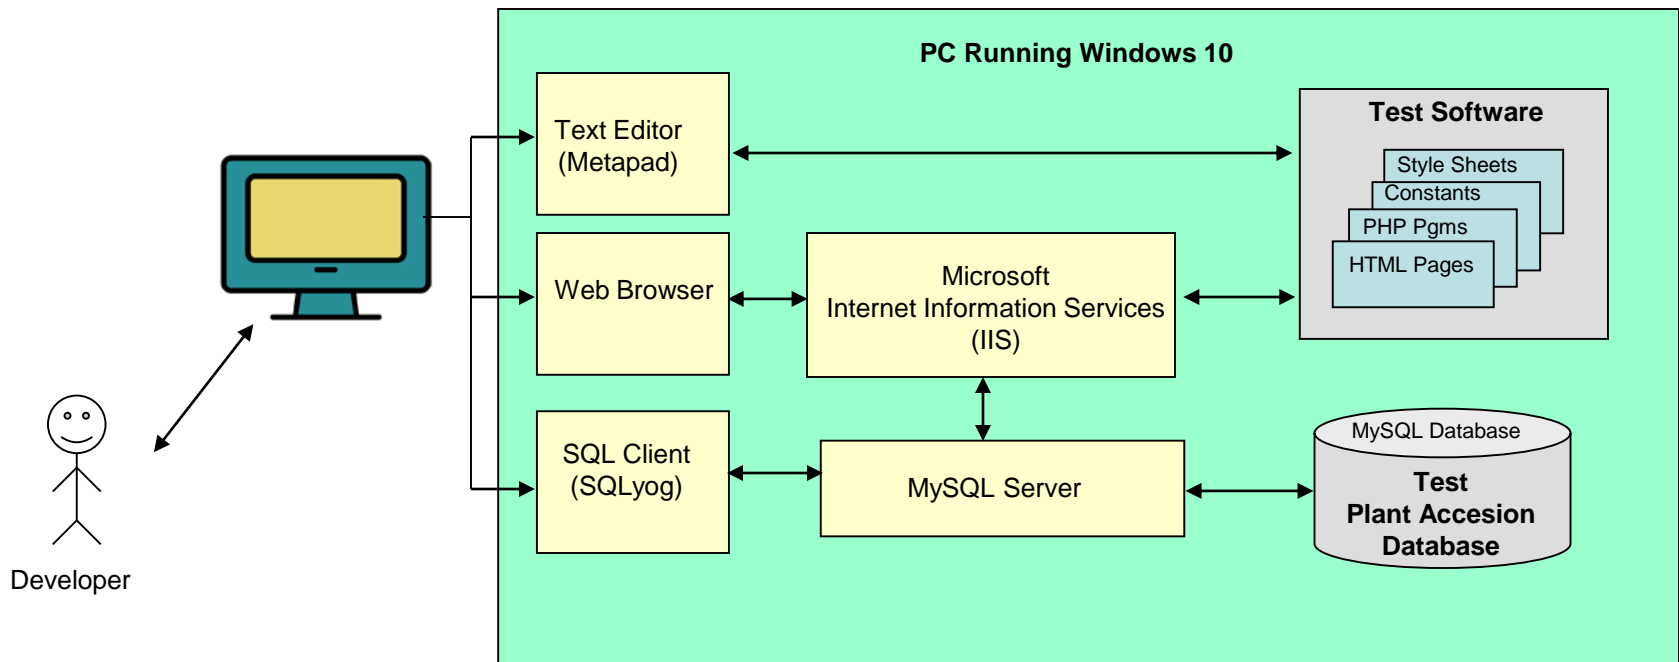 PC Running Windows 10
Text Editor
(Metapad)
Test Software
Style Sheets
Constants
PHP Pgms
HTML Pages
Web Browser
Microsoft
Internet Information Services
(IIS)
SQL Client
(SQLyog)
MySQL Server
MySQL Database
Test
Plant Accesion
Database
Developer